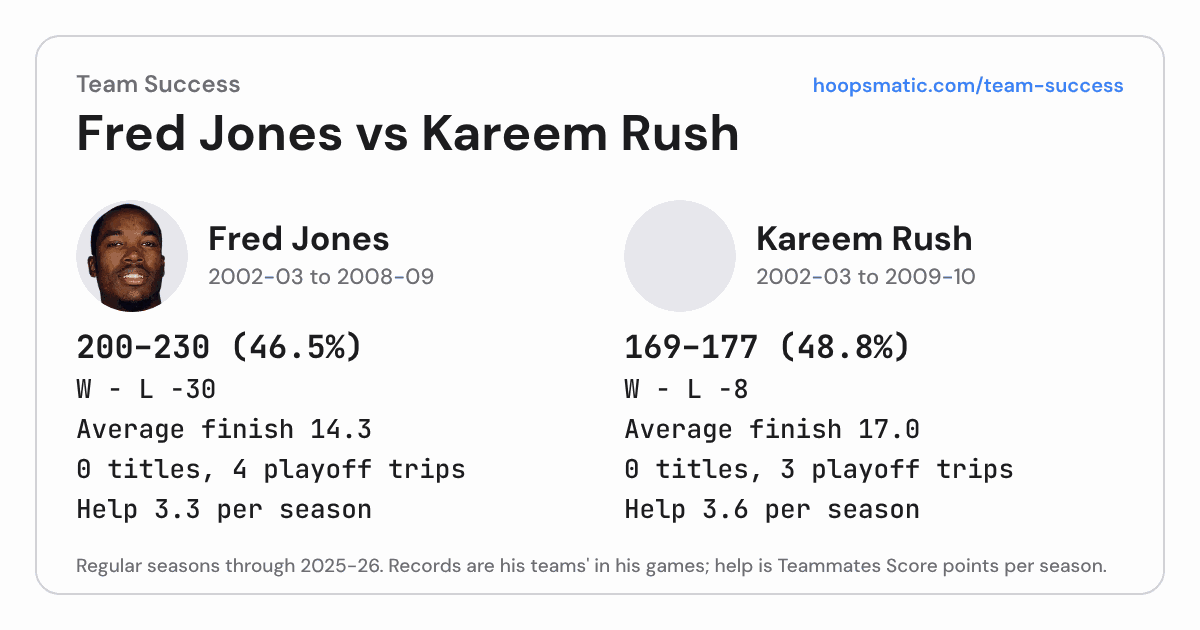 Team Success
hoopsmatic.com/team-success
Fred Jones vs Kareem Rush
Fred Jones
2002-03 to 2008-09
200-230 (46.5%)
W - L -30
Average finish 14.3
0 titles, 4 playoff trips
Help 3.3 per season
Kareem Rush
2002-03 to 2009-10
169-177 (48.8%)
W - L -8
Average finish 17.0
0 titles, 3 playoff trips
Help 3.6 per season
Regular seasons through 2025-26. Records are his teams' in his games; help is Teammates Score points per season.